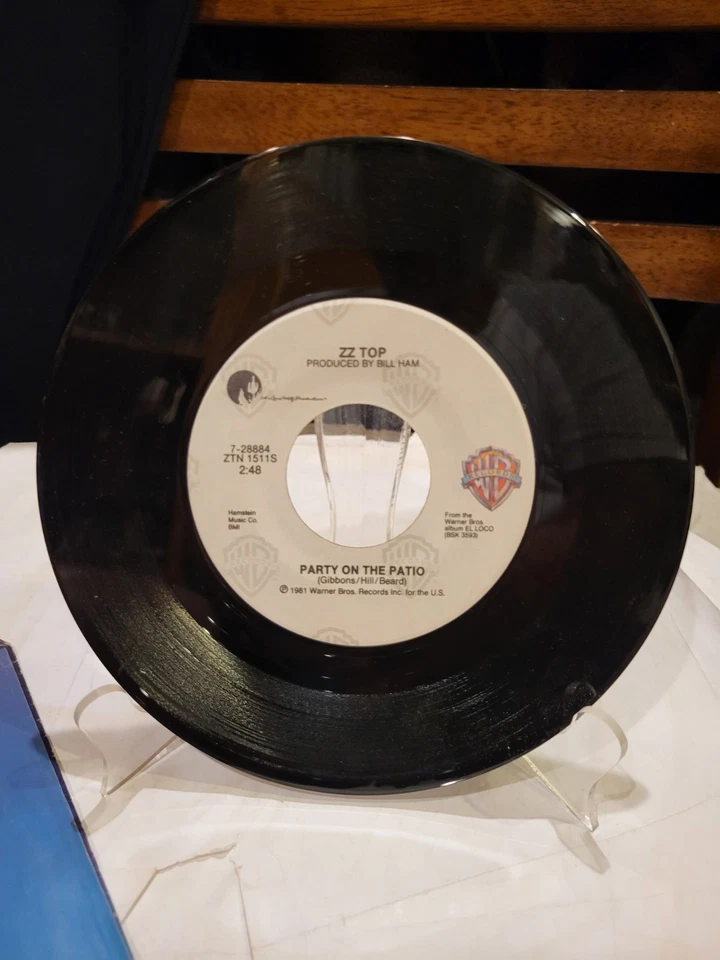 ZZ TOP
PRODUCED BY BILL HAM
7-28884
ZTN 1511S
2:48
Hamstein
Music Co.
BMI
From the
Warner Bros.
album EL LOCO
(BSK 3593)
PARTY ON THE PATIO
(Gibbons/Hill/Beard)
℗ 1981 Warner Bros. Records Inc. for the U.S.